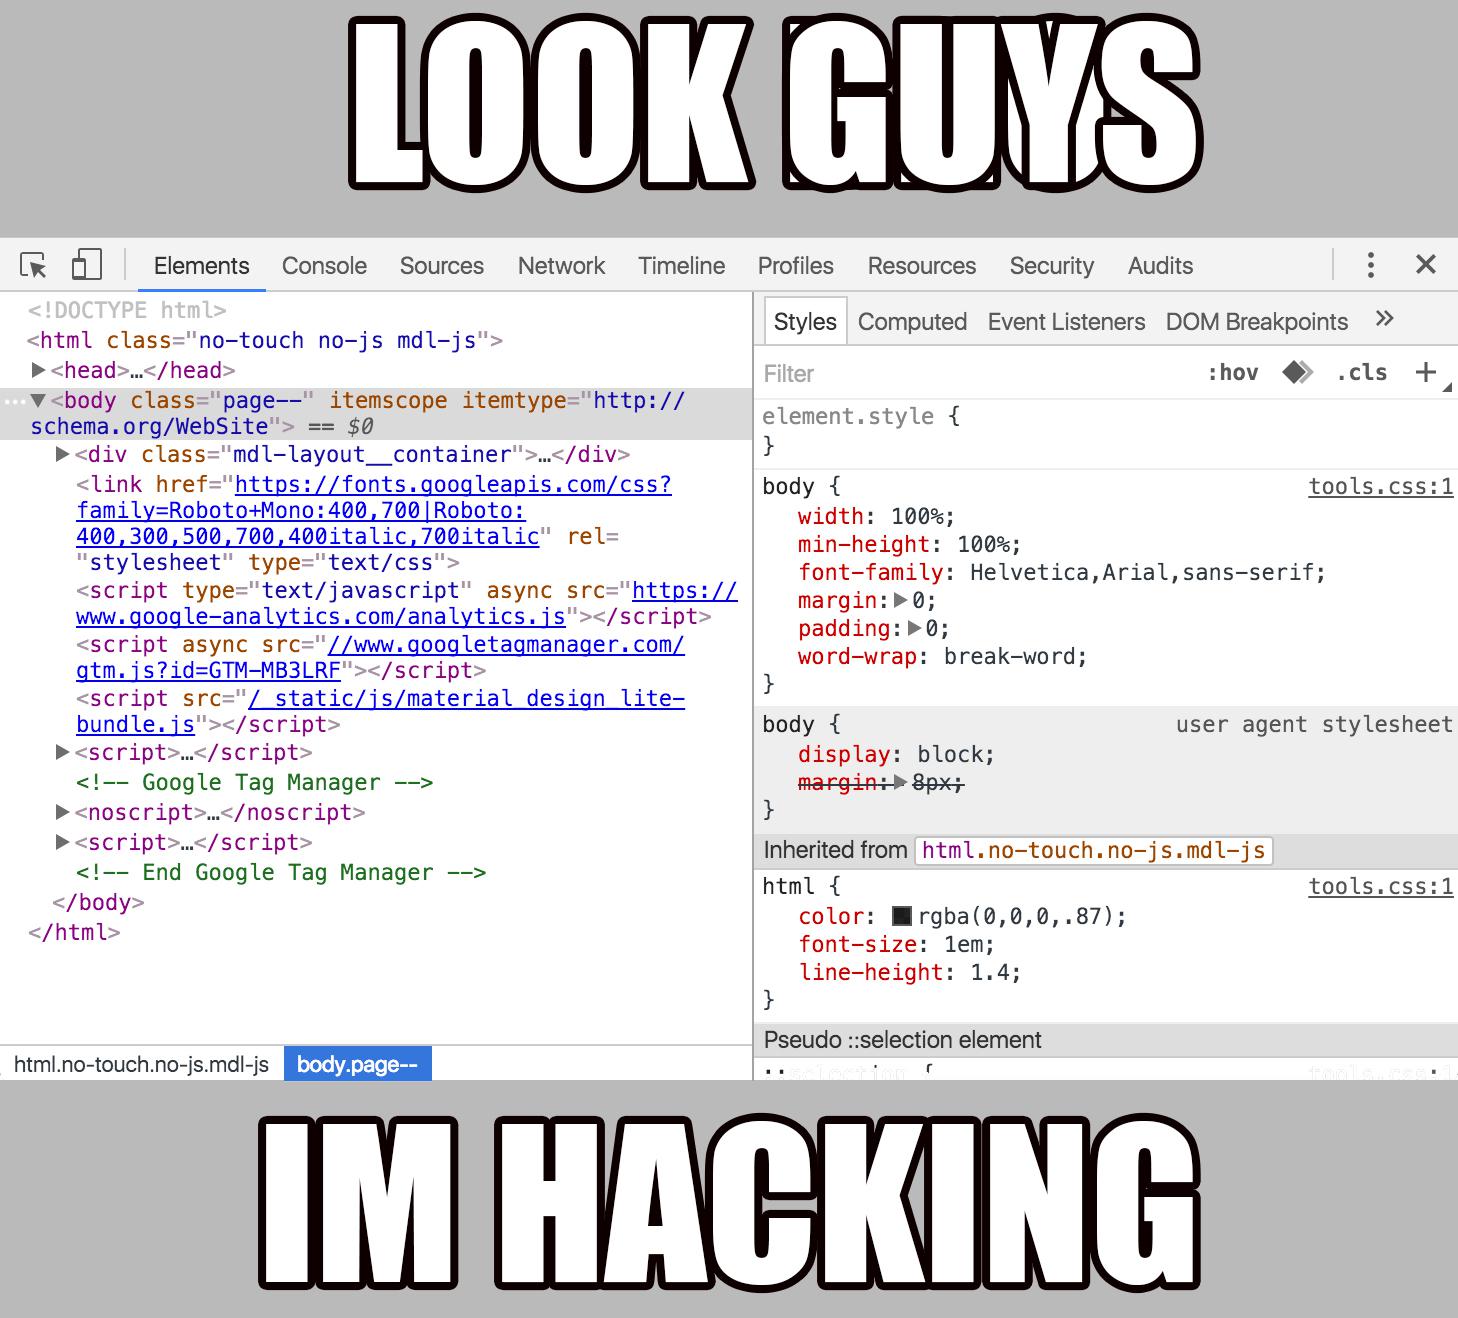 LOOK GUYS
Elements Console Sources Network Timeline Profiles Resources Security Audits
<!DOCTYPE html>
<html class="no-touch no-js mdl-js">
▶<head>…</head>
…▼<body class="page--" itemscope itemtype="http://
schema.org/WebSite"> == $0
▶<div class="mdl-layout__container">…</div>
<link href="https://fonts.googleapis.com/css?
family=Roboto+Mono:400,700|Roboto:
400,300,500,700,400italic,700italic" rel=
"stylesheet" type="text/css">
<script type="text/javascript" async src="https://
www.google-analytics.com/analytics.js"></script>
<script async src="//www.googletagmanager.com/
gtm.js?id=GTM-MB3LRF"></script>
<script src="/_static/js/material_design_lite-
bundle.js"></script>
▶<script>…</script>
<!-- Google Tag Manager -->
▶<noscript>…</noscript>
▶<script>…</script>
<!-- End Google Tag Manager -->
</body>
</html>
html.no-touch.no-js.mdl-js body.page--
Styles Computed Event Listeners DOM Breakpoints »
Filter :hov .cls +
element.style {
}
body { tools.css:1
width: 100%;
min-height: 100%;
font-family: Helvetica,Arial,sans-serif;
margin:▶0;
padding:▶0;
word-wrap: break-word;
}
body { user agent stylesheet
display: block;
margin:▶8px;
}
Inherited from html.no-touch.no-js.mdl-js
html { tools.css:1
color: rgba(0,0,0,.87);
font-size: 1em;
line-height: 1.4;
}
Pseudo ::selection element
::selection { tools.css:1
IM HACKING